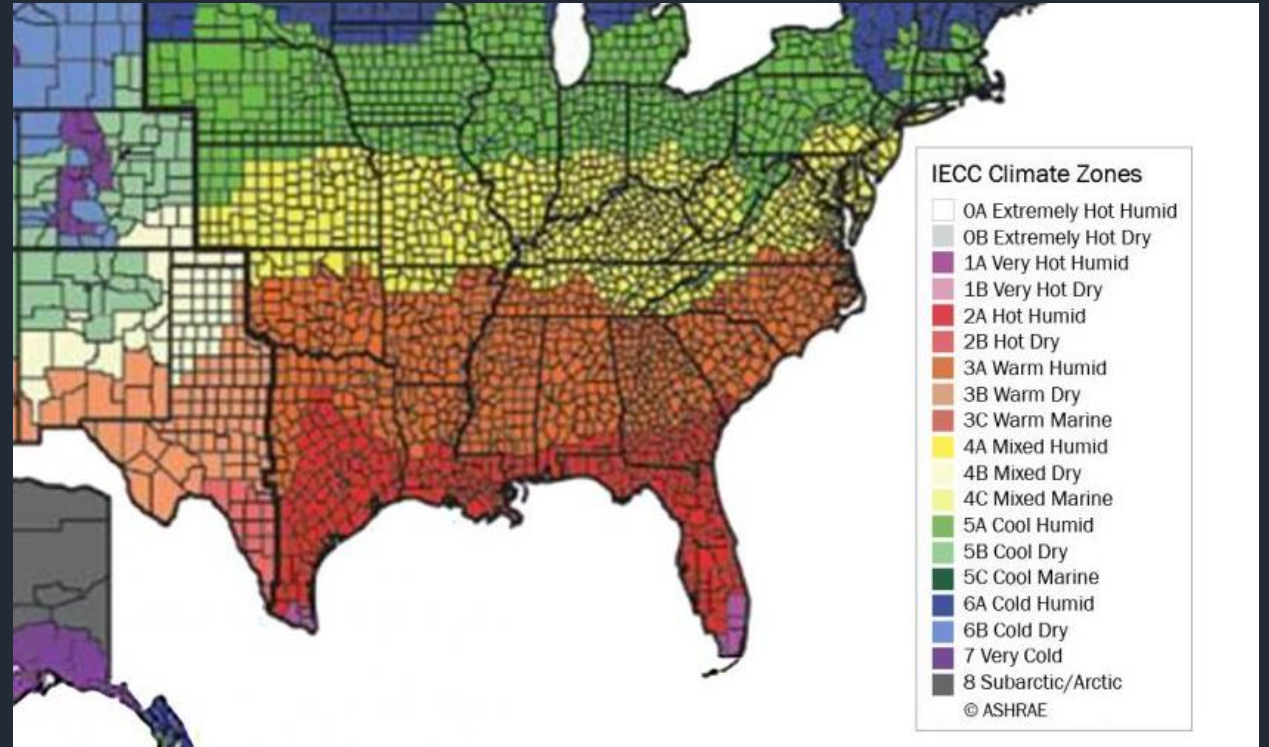 IECC Climate Zones
0A Extremely Hot Humid
0B Extremely Hot Dry
1A Very Hot Humid
1B Very Hot Dry
2A Hot Humid
2B Hot Dry
3A Warm Humid
3B Warm Dry
3C Warm Marine
4A Mixed Humid
4B Mixed Dry
4C Mixed Marine
5A Cool Humid
5B Cool Dry
5C Cool Marine
6A Cold Humid
6B Cold Dry
7 Very Cold
8 Subarctic/Arctic
© ASHRAE